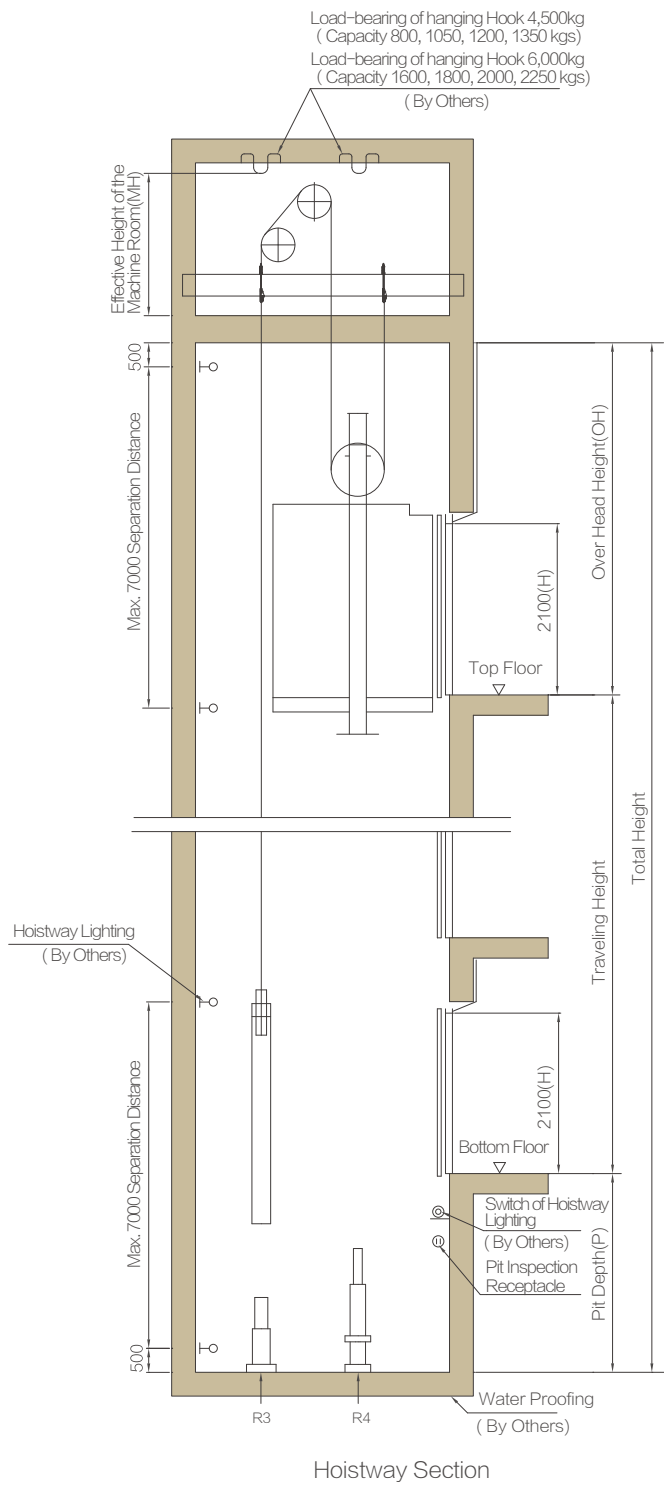 Load-bearing of hanging Hook 4,500kg
( Capacity 800, 1050, 1200, 1350 kgs)
Load-bearing of hanging Hook 6,000kg
( Capacity 1600, 1800, 2000, 2250 kgs)
( By Others)
Effective Height of the
Machine Room(MH)
500
Max. 7000 Separation Distance
Over Head Height(OH)
2100(H)
Top Floor
Total Height
Traveling Height
Hoistway Lighting
( By Others)
Max. 7000 Separation Distance
2100(H)
Bottom Floor
Switch of Hoistway
Lighting
( By Others)
Pit Inspection
Receptacle
Pit Depth(P)
500
R3
R4
Water Proofing
( By Others)
Hoistway Section